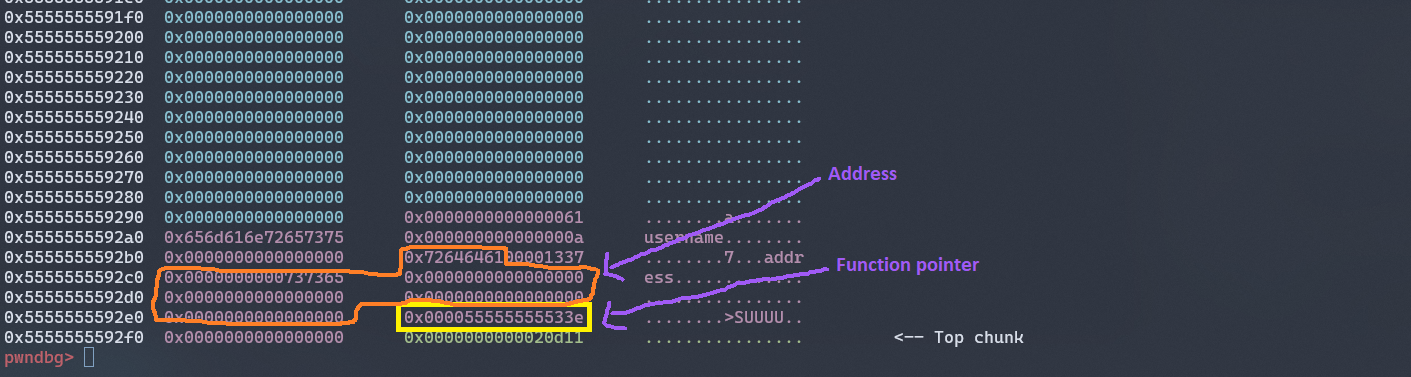 0x5555555591f0 0x0000000000000000 0x0000000000000000 ................
0x555555559200 0x0000000000000000 0x0000000000000000 ................
0x555555559210 0x0000000000000000 0x0000000000000000 ................
0x555555559220 0x0000000000000000 0x0000000000000000 ................
0x555555559230 0x0000000000000000 0x0000000000000000 ................
0x555555559240 0x0000000000000000 0x0000000000000000 ................
0x555555559250 0x0000000000000000 0x0000000000000000 ................
0x555555559260 0x0000000000000000 0x0000000000000000 ................
0x555555559270 0x0000000000000000 0x0000000000000000 ................
Address
0x555555559280 0x0000000000000000 0x0000000000000000 ................
0x555555559290 0x0000000000000000 0x0000000000000061 ........a.......
0x5555555592a0 0x656d616e72657375 0x000000000000000a username........
0x5555555592b0 0x0000000000000000 0x7264646100001337 ........7...addr
Function pointer
0x5555555592c0 0x0000000000737365 0x0000000000000000 ess.............
0x5555555592d0 0x0000000000000000 0x0000000000000000 ................
0x5555555592e0 0x0000000000000000 0x000055555555533e ........>SUUUU..
0x5555555592f0 0x0000000000000000 0x0000000000020d11 ................ <-- Top chunk
pwndbg>